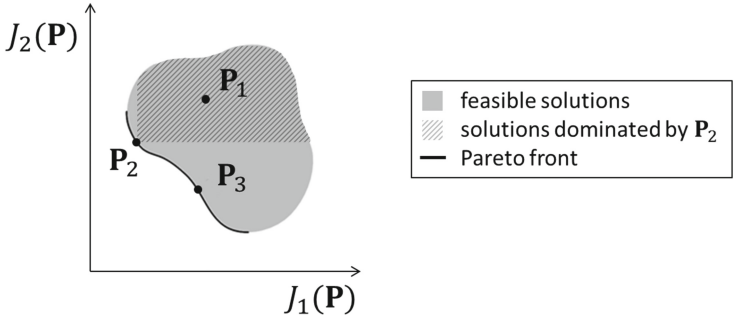 J₂(P)
P₁
P₂
P₃
J₁(P)
feasible solutions
solutions dominated by P₂
Pareto front